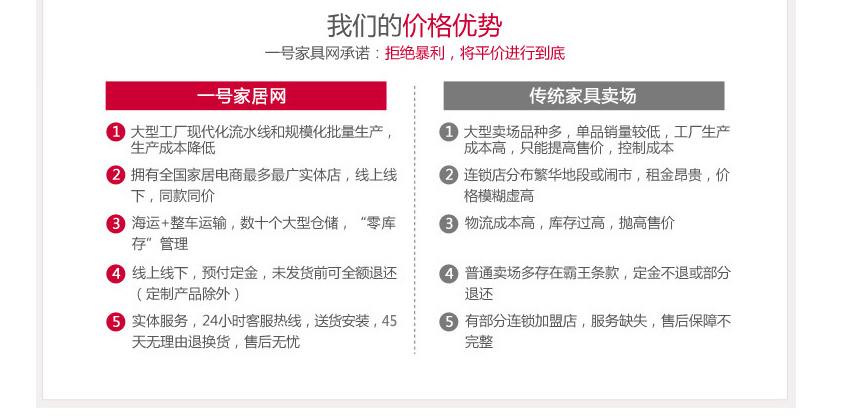 我们的价格优势
一号家具网承诺：拒绝暴利，将平价进行到底
一号家居网
1 大型工厂现代化流水线和规模化批量生产，
生产成本降低
2 拥有全国家居电商最多最广实体店，线上线
下，同款同价
3 海运+整车运输，数十个大型仓储，“零库
存”管理
4 线上线下，预付定金，未发货前可全额退还
（定制产品除外）
5 实体服务，24小时客服热线，送货安装，45
天无理由退换货，售后无忧
传统家具卖场
1 大型卖场品种多，单品销量较低，工厂生产
成本高，只能提高售价，控制成本
2 连锁店分布繁华地段或闹市，租金昂贵，价
格模糊虚高
3 物流成本高，库存过高，抛高售价
4 普通卖场多存在霸王条款，定金不退或部分
退还
5 有部分连锁加盟店，服务缺失，售后保障不
完整